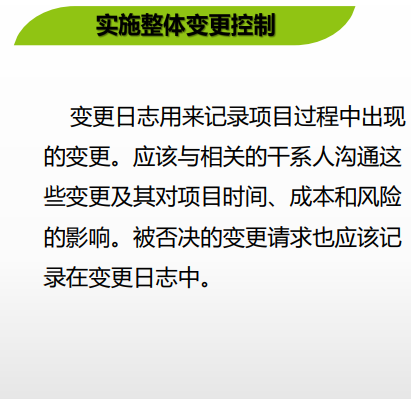 实施整体变更控制
变更日志用来记录项目过程中出现
的变更。应该与相关的干系人沟通这
些变更及其对项目时间、成本和风险
的影响。被否决的变更请求也应该记
录在变更日志中。